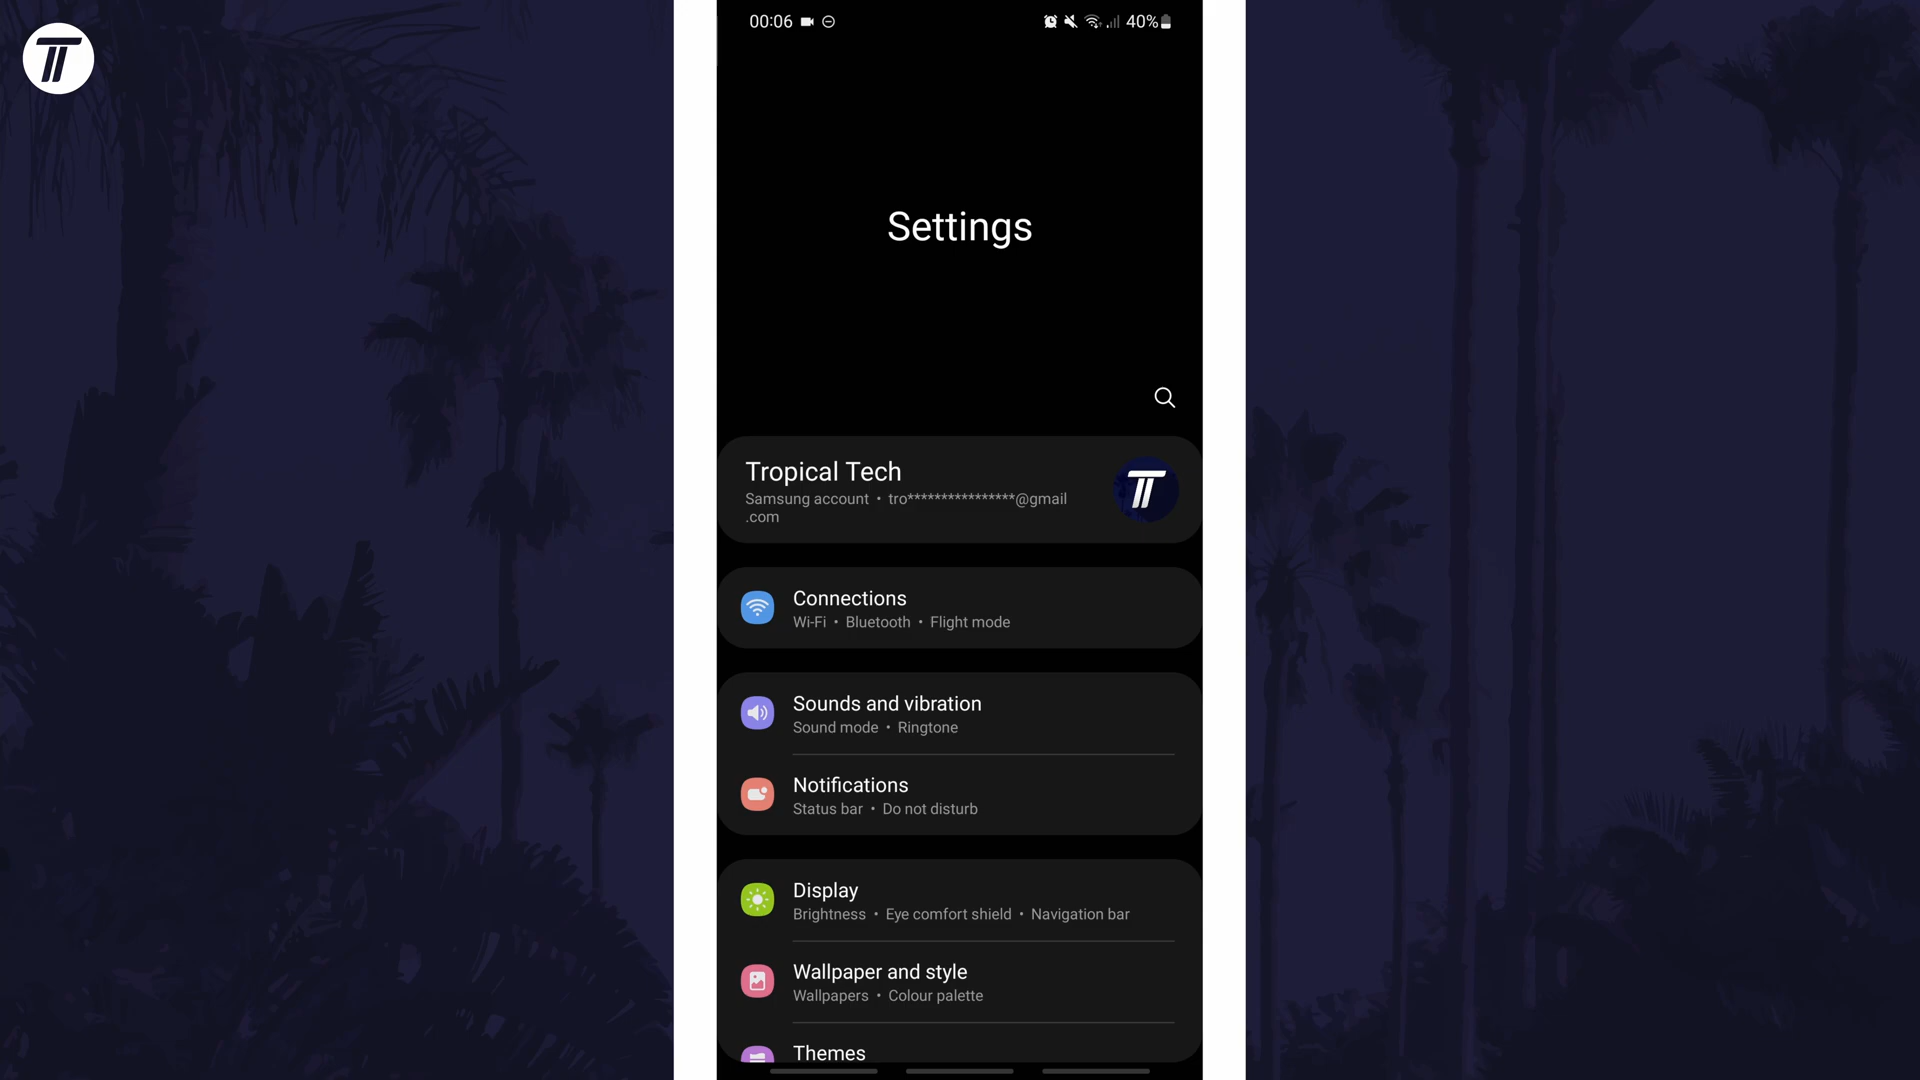 00:06
40%
Settings
Tropical Tech
Samsung account • tro****************@gmail
.com
Connections
Wi-Fi • Bluetooth • Flight mode
Sounds and vibration
Sound mode • Ringtone
Notifications
Status bar • Do not disturb
Display
Brightness • Eye comfort shield • Navigation bar
Wallpaper and style
Wallpapers • Colour palette
Themes